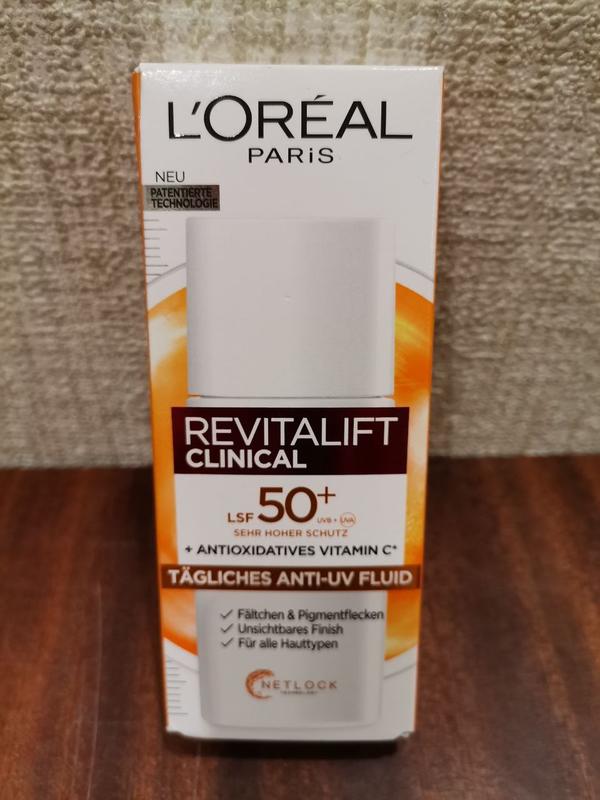 L'ORÉAL
PARiS
NEU
PATENTIERTE
TECHNOLOGIE
REVITALIFT
CLINICAL
LSF 50+ UVB + UVA
SEHR HOHER SCHUTZ
+ ANTIOXIDATIVES VITAMIN C*
TÄGLICHES ANTI-UV FLUID
✓ Fältchen & Pigmentflecken
✓ Unsichtbares Finish
✓ Für alle Hauttypen
NETLOCK
TECHNOLOGY